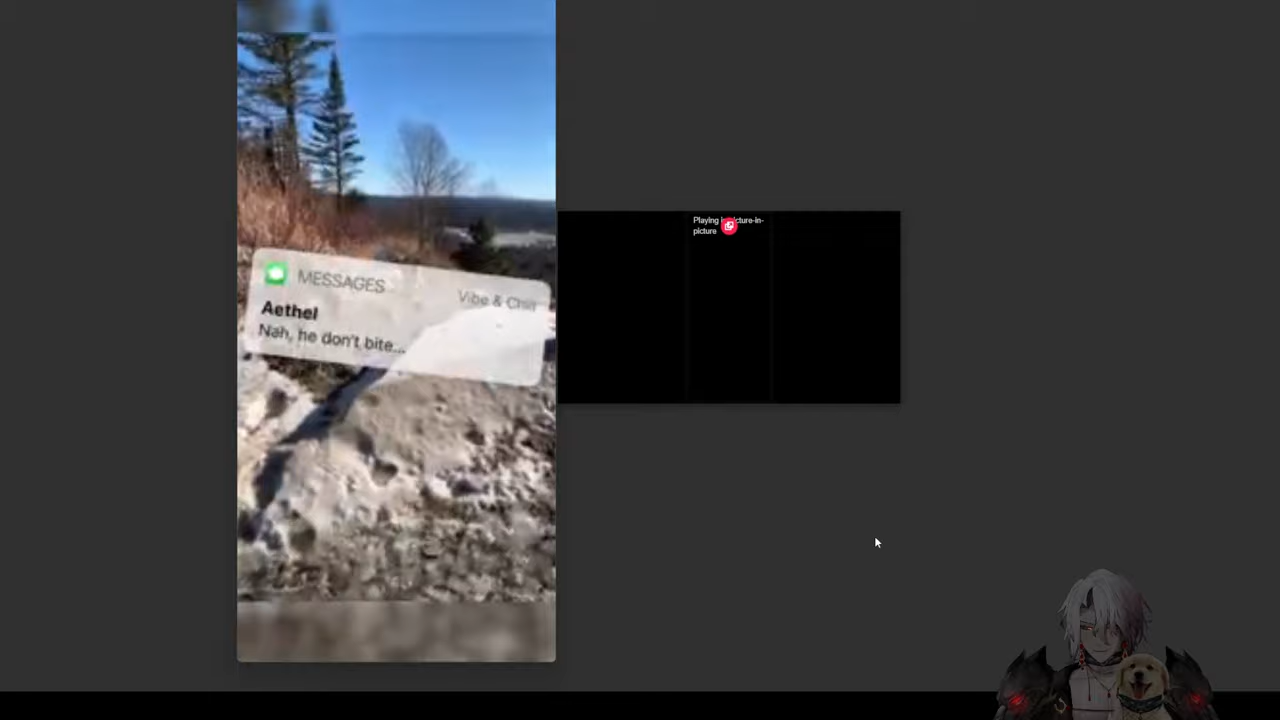 MESSAGES
Vibe & Chill
Aethel
Nah, he don't bite...
Playing in picture-in-
picture